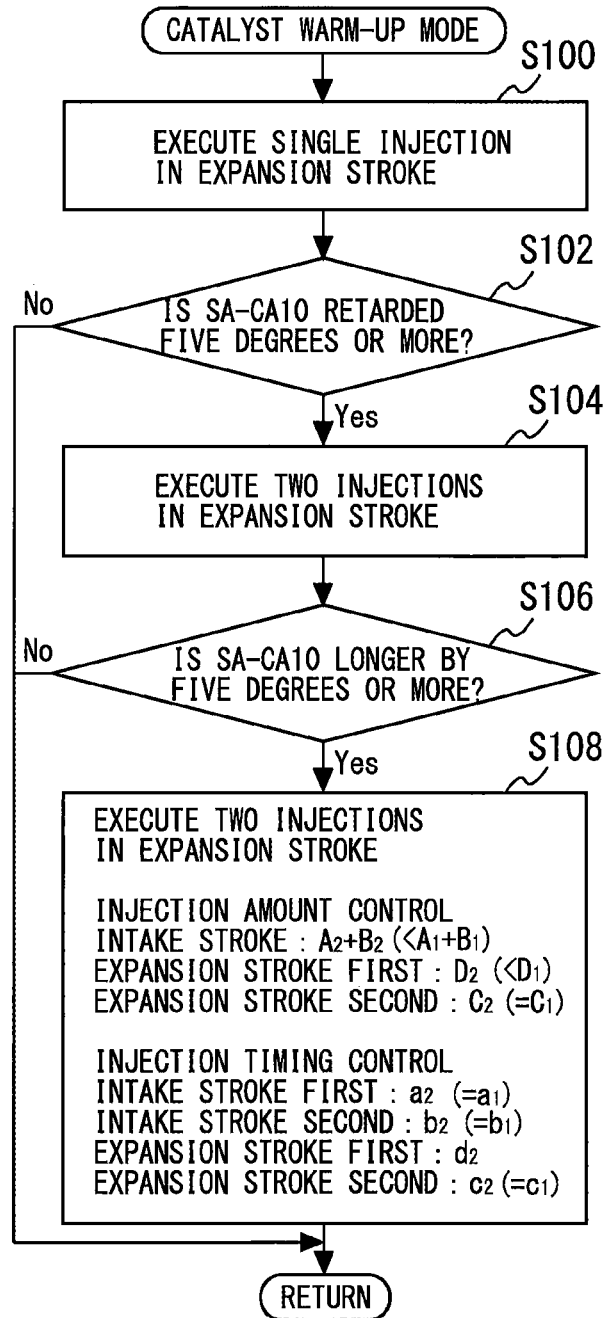 CATALYST WARM-UP MODE
S100
EXECUTE SINGLE INJECTION
IN EXPANSION STROKE
S102
No
IS SA-CA10 RETARDED
FIVE DEGREES OR MORE?
Yes
S104
EXECUTE TWO INJECTIONS
IN EXPANSION STROKE
S106
No
IS SA-CA10 LONGER BY
FIVE DEGREES OR MORE?
Yes
S108
EXECUTE TWO INJECTIONS
IN EXPANSION STROKE
INJECTION AMOUNT CONTROL
INTAKE STROKE : A2+B2 (<A1+B1)
EXPANSION STROKE FIRST : D2 (<D1)
EXPANSION STROKE SECOND : C2 (=C1)
INJECTION TIMING CONTROL
INTAKE STROKE FIRST : a2 (=a1)
INTAKE STROKE SECOND : b2 (=b1)
EXPANSION STROKE FIRST : d2
EXPANSION STROKE SECOND : c2 (=c1)
RETURN